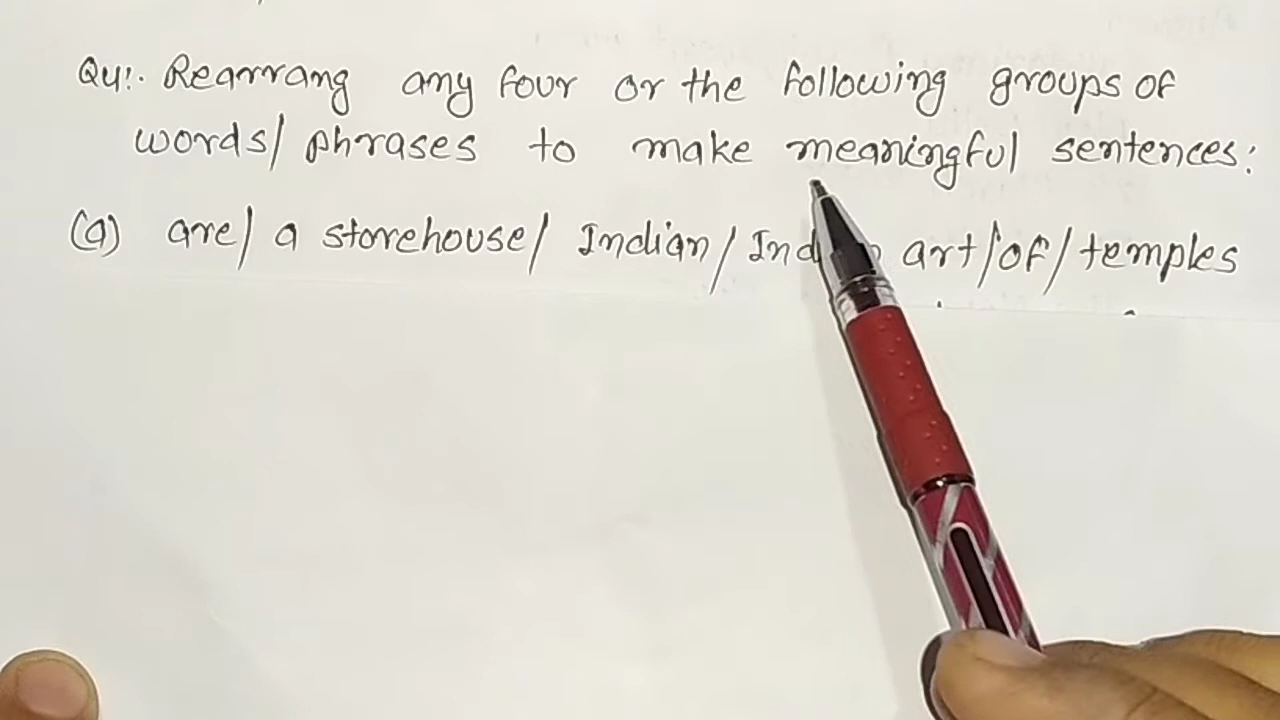 Q4!. Rearrang any four or the following groups of
words/ phrases to make meaningful sentences:
(a) are/ a storehouse/ Indian/ art/of/ temples